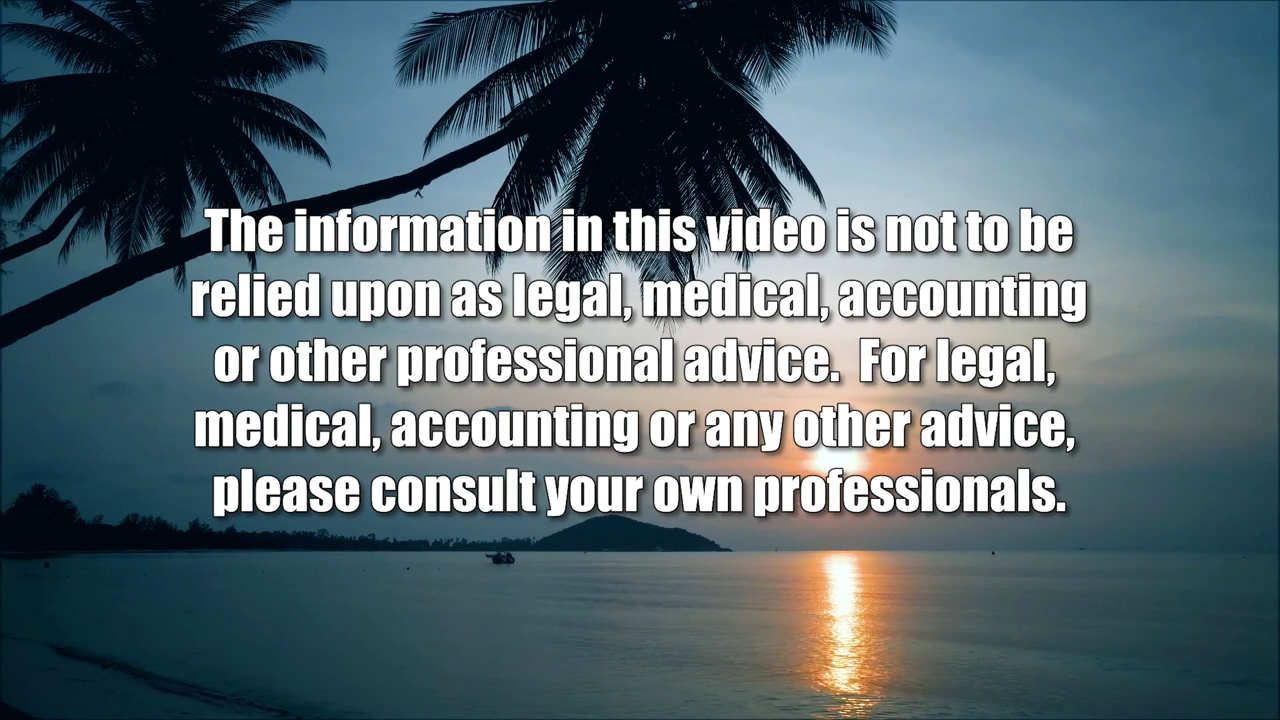 The information in this video is not to be
relied upon as legal, medical, accounting
or other professional advice.  For legal,
medical, accounting or any other advice,
please consult your own professionals.